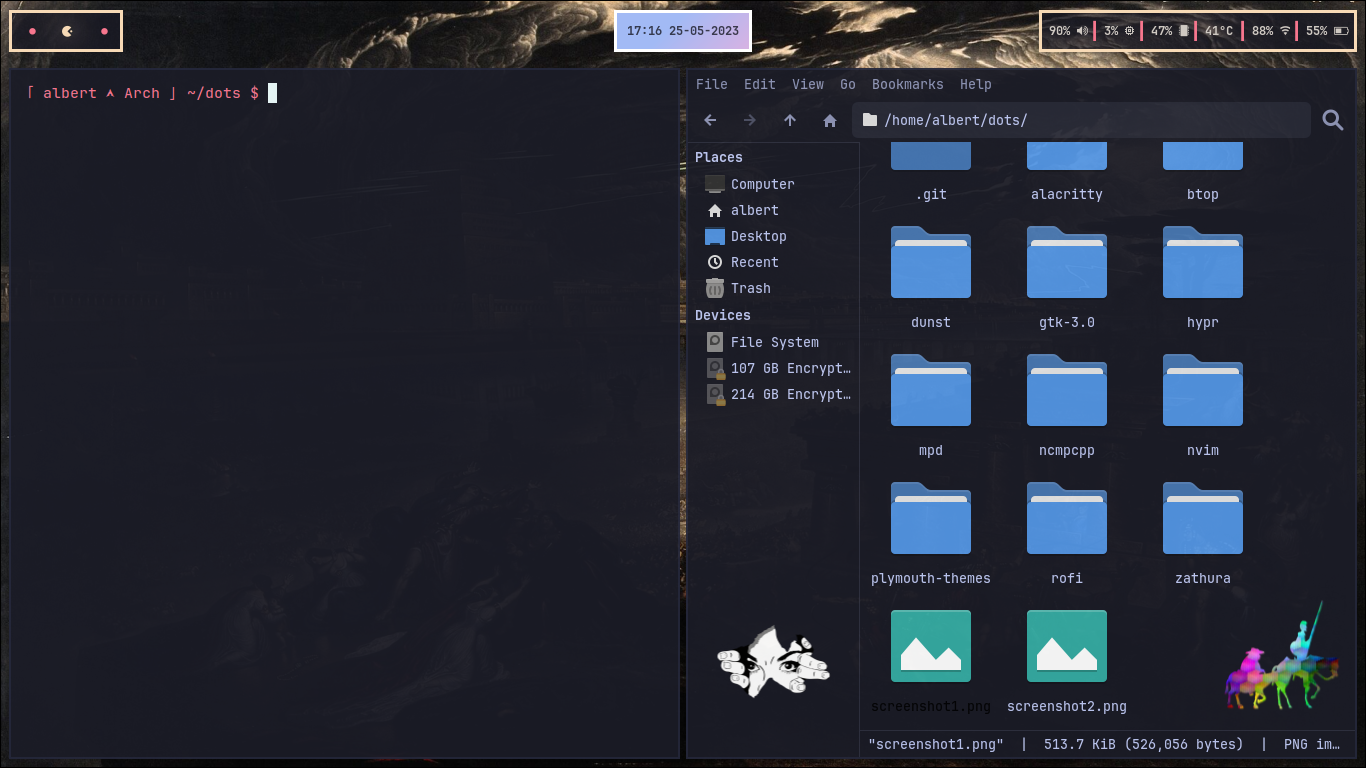 17:16 25-05-2023
90% 3% 47% 41°C 88% 55%
⌈ albert Arch ⌋ ~/dots $
File Edit View Go Bookmarks Help
/home/albert/dots/
Places
Computer
albert
Desktop
Recent
Trash
Devices
File System
107 GB Encrypt…
214 GB Encrypt…
.git alacritty btop
dunst gtk-3.0 hypr
mpd ncmpcpp nvim
plymouth-themes rofi zathura
screenshot1.png screenshot2.png
"screenshot1.png" | 513.7 KiB (526,056 bytes) | PNG im…